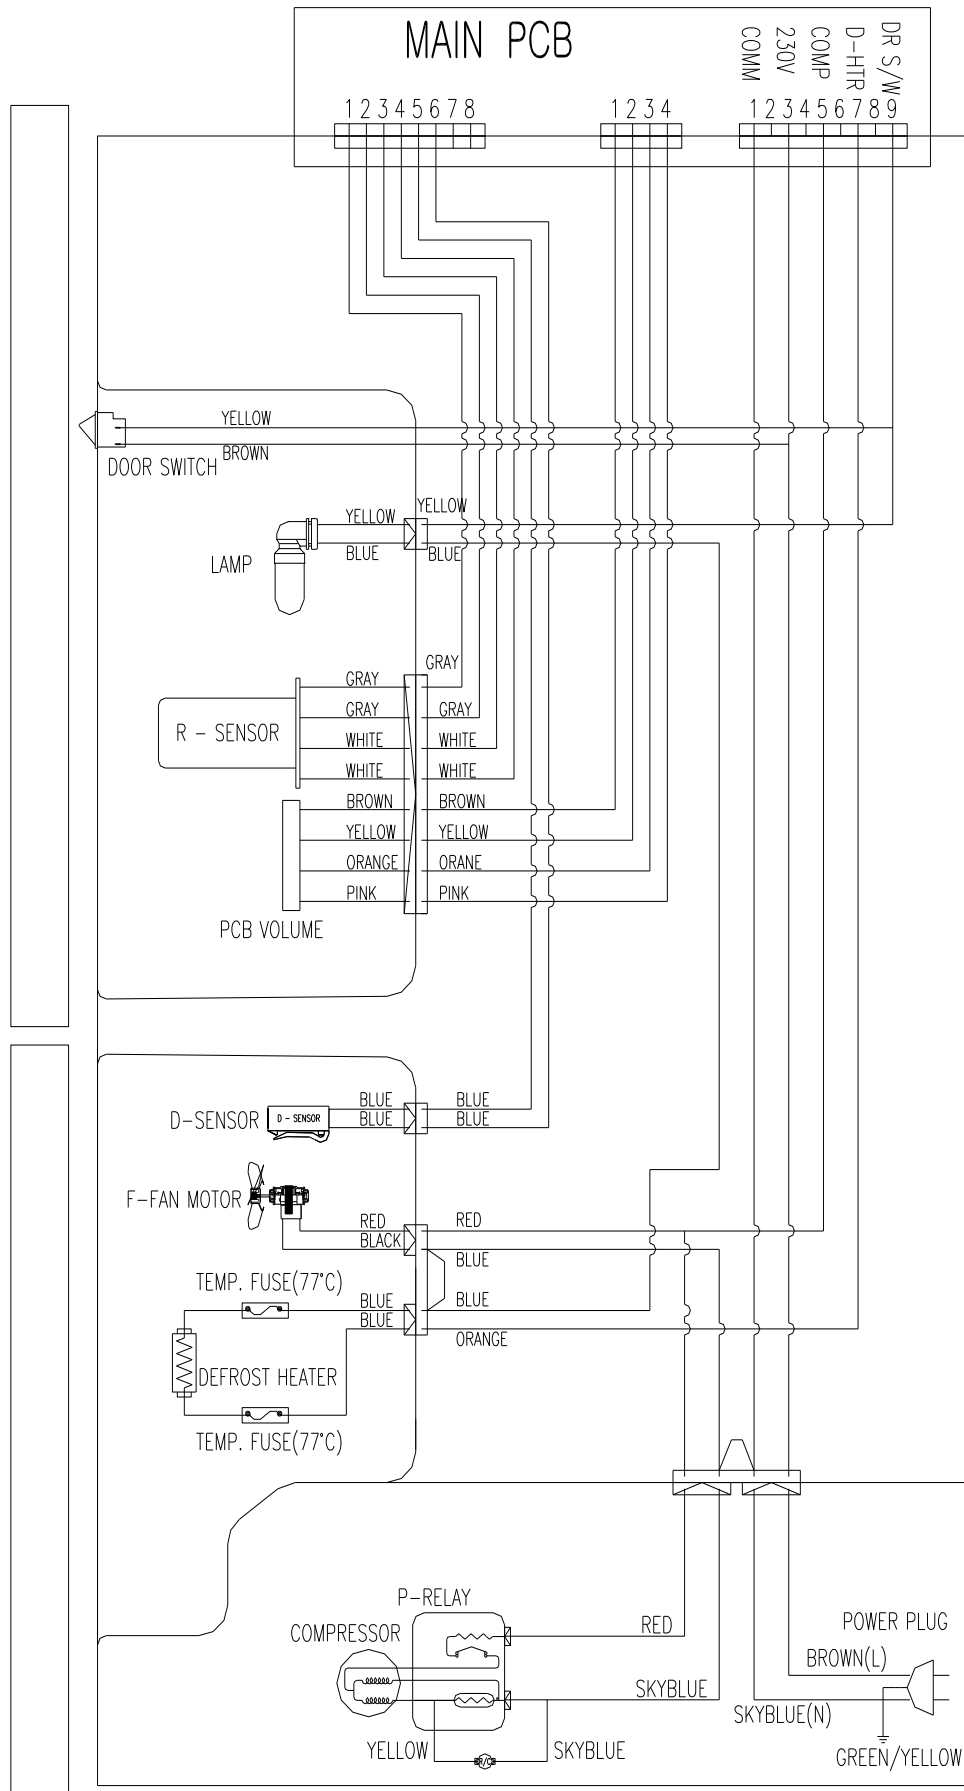 MAIN PCB
COMM
230V
COMP
D-HTR
DR S/W
1 2 3 4 5 6 7 8
1 2 3 4
1 2 3 4 5 6 7 8 9
YELLOW
BROWN
DOOR SWITCH
YELLOW
YELLOW
BLUE
BLUE
LAMP
GRAY
GRAY
GRAY
GRAY
R - SENSOR
WHITE
WHITE
WHITE
WHITE
BROWN
BROWN
YELLOW
YELLOW
ORANGE
ORANE
PINK
PINK
PCB VOLUME
BLUE
BLUE
D-SENSOR
D - SENSOR
BLUE
BLUE
F-FAN MOTOR
RED
RED
BLACK
BLUE
TEMP. FUSE(77°C)
BLUE
BLUE
BLUE
ORANGE
DEFROST HEATER
TEMP. FUSE(77°C)
P-RELAY
COMPRESSOR
RED
POWER PLUG
BROWN(L)
SKYBLUE
SKYBLUE(N)
YELLOW
R/C
SKYBLUE
GREEN/YELLOW